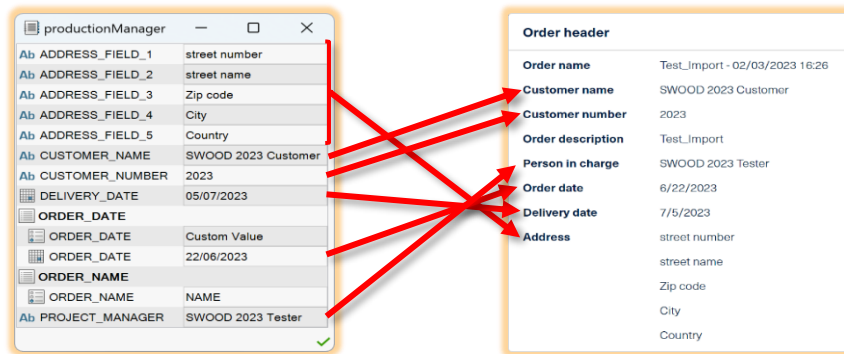 productionManager
Ab ADDRESS_FIELD_1 street number
Ab ADDRESS_FIELD_2 street name
Ab ADDRESS_FIELD_3 Zip code
Ab ADDRESS_FIELD_4 City
Ab ADDRESS_FIELD_5 Country
Ab CUSTOMER_NAME SWOOD 2023 Customer
Ab CUSTOMER_NUMBER 2023
DELIVERY_DATE 05/07/2023
ORDER_DATE
ORDER_DATE Custom Value
ORDER_DATE 22/06/2023
ORDER_NAME
ORDER_NAME NAME
Ab PROJECT_MANAGER SWOOD 2023 Tester
Order header
Order name Test_Import - 02/03/2023 16:26
Customer name SWOOD 2023 Customer
Customer number 2023
Order description Test_Import
Person in charge SWOOD 2023 Tester
Order date 6/22/2023
Delivery date 7/5/2023
Address street number
street name
Zip code
City
Country